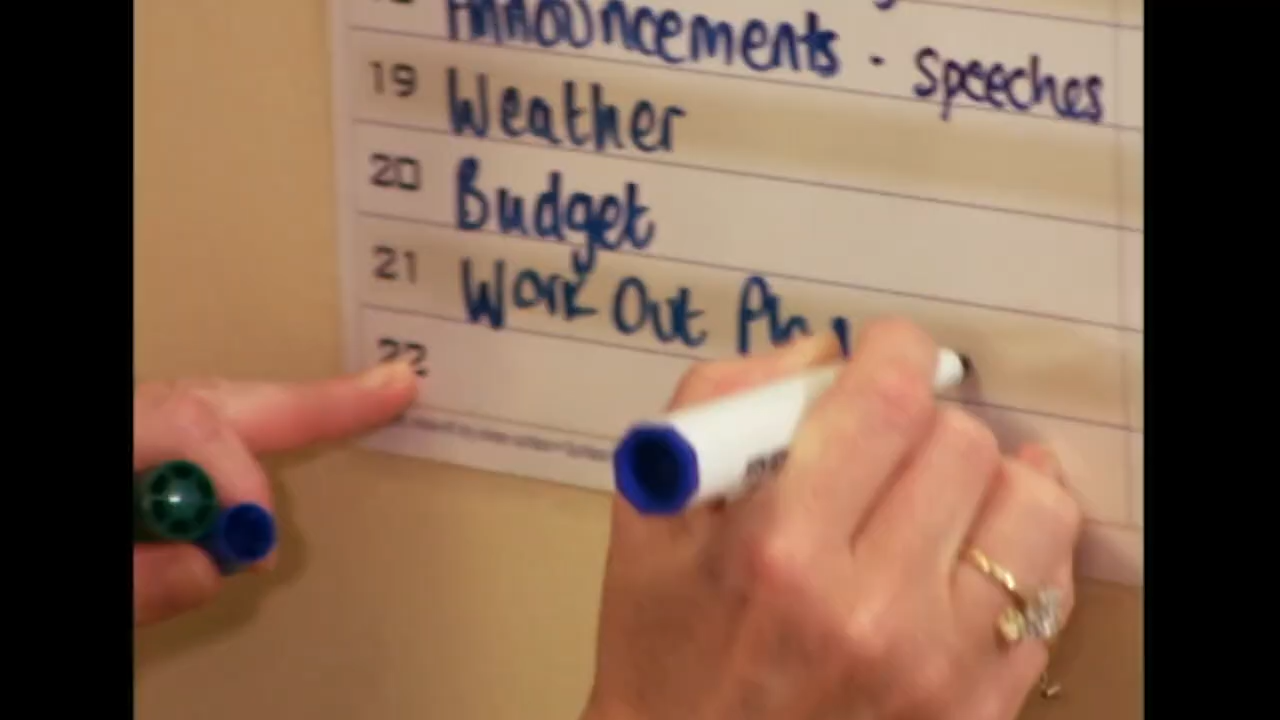 Announcements - speeches
19 Weather
20 Budget
21 Work Out
22